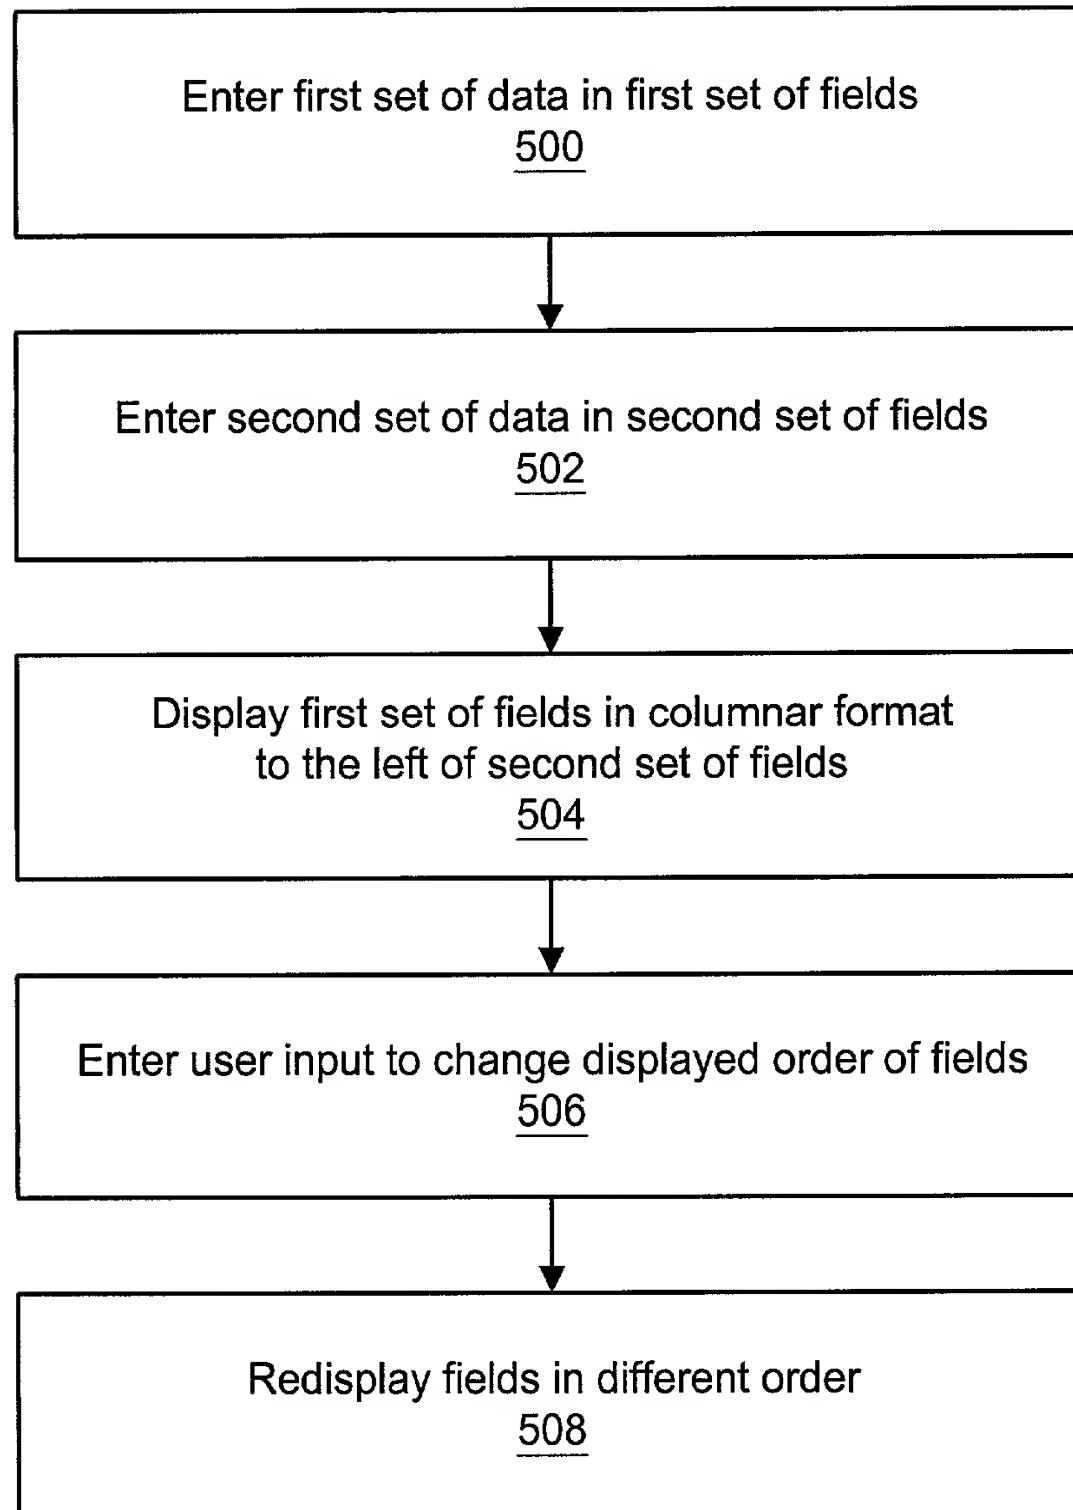 Enter first set of data in first set of fields
500
Enter second set of data in second set of fields
502
Display first set of fields in columnar format
to the left of second set of fields
504
Enter user input to change displayed order of fields
506
Redisplay fields in different order
508